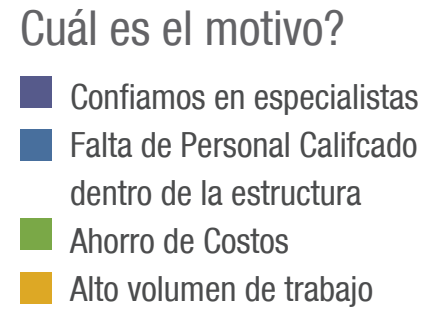 Cuál es el motivo?
Confiamos en especialistas
Falta de Personal Califcado
dentro de la estructura
Ahorro de Costos
Alto volumen de trabajo